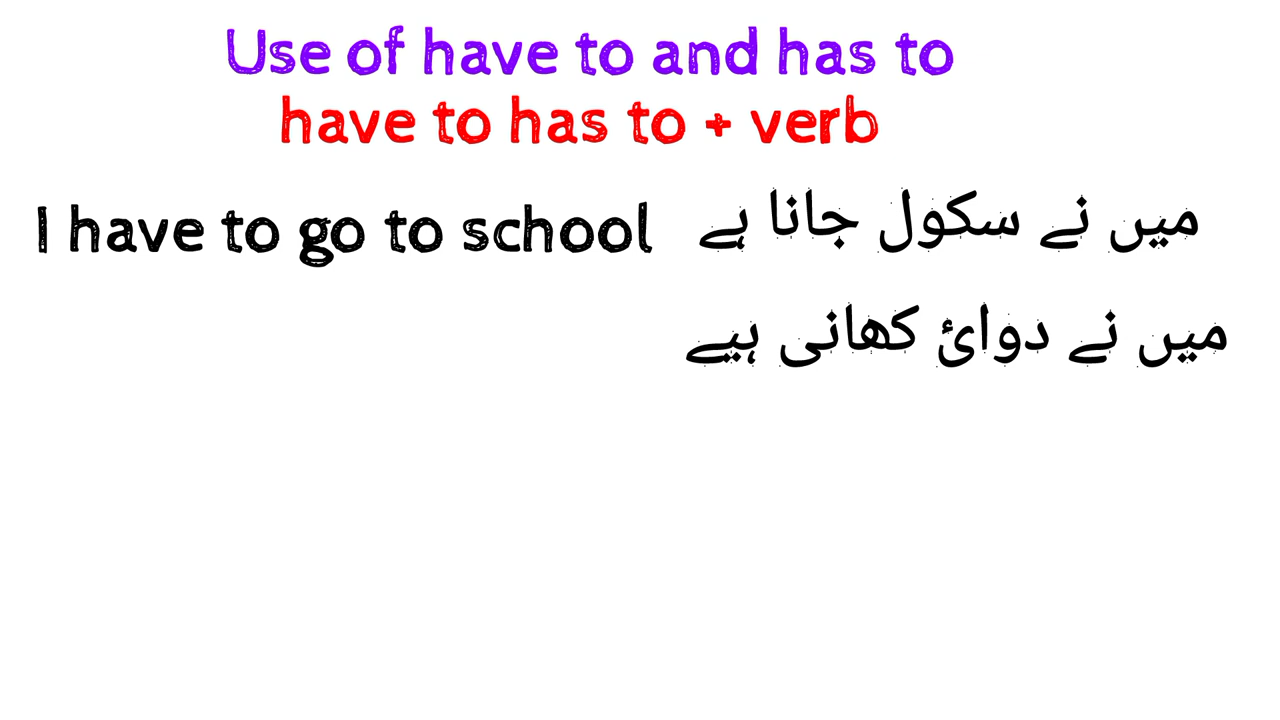 Use of have to and has to
have to has to + verb
I have to go to school میں نے سکول جانا ہے
میں نے دوائ کھانی ہیے